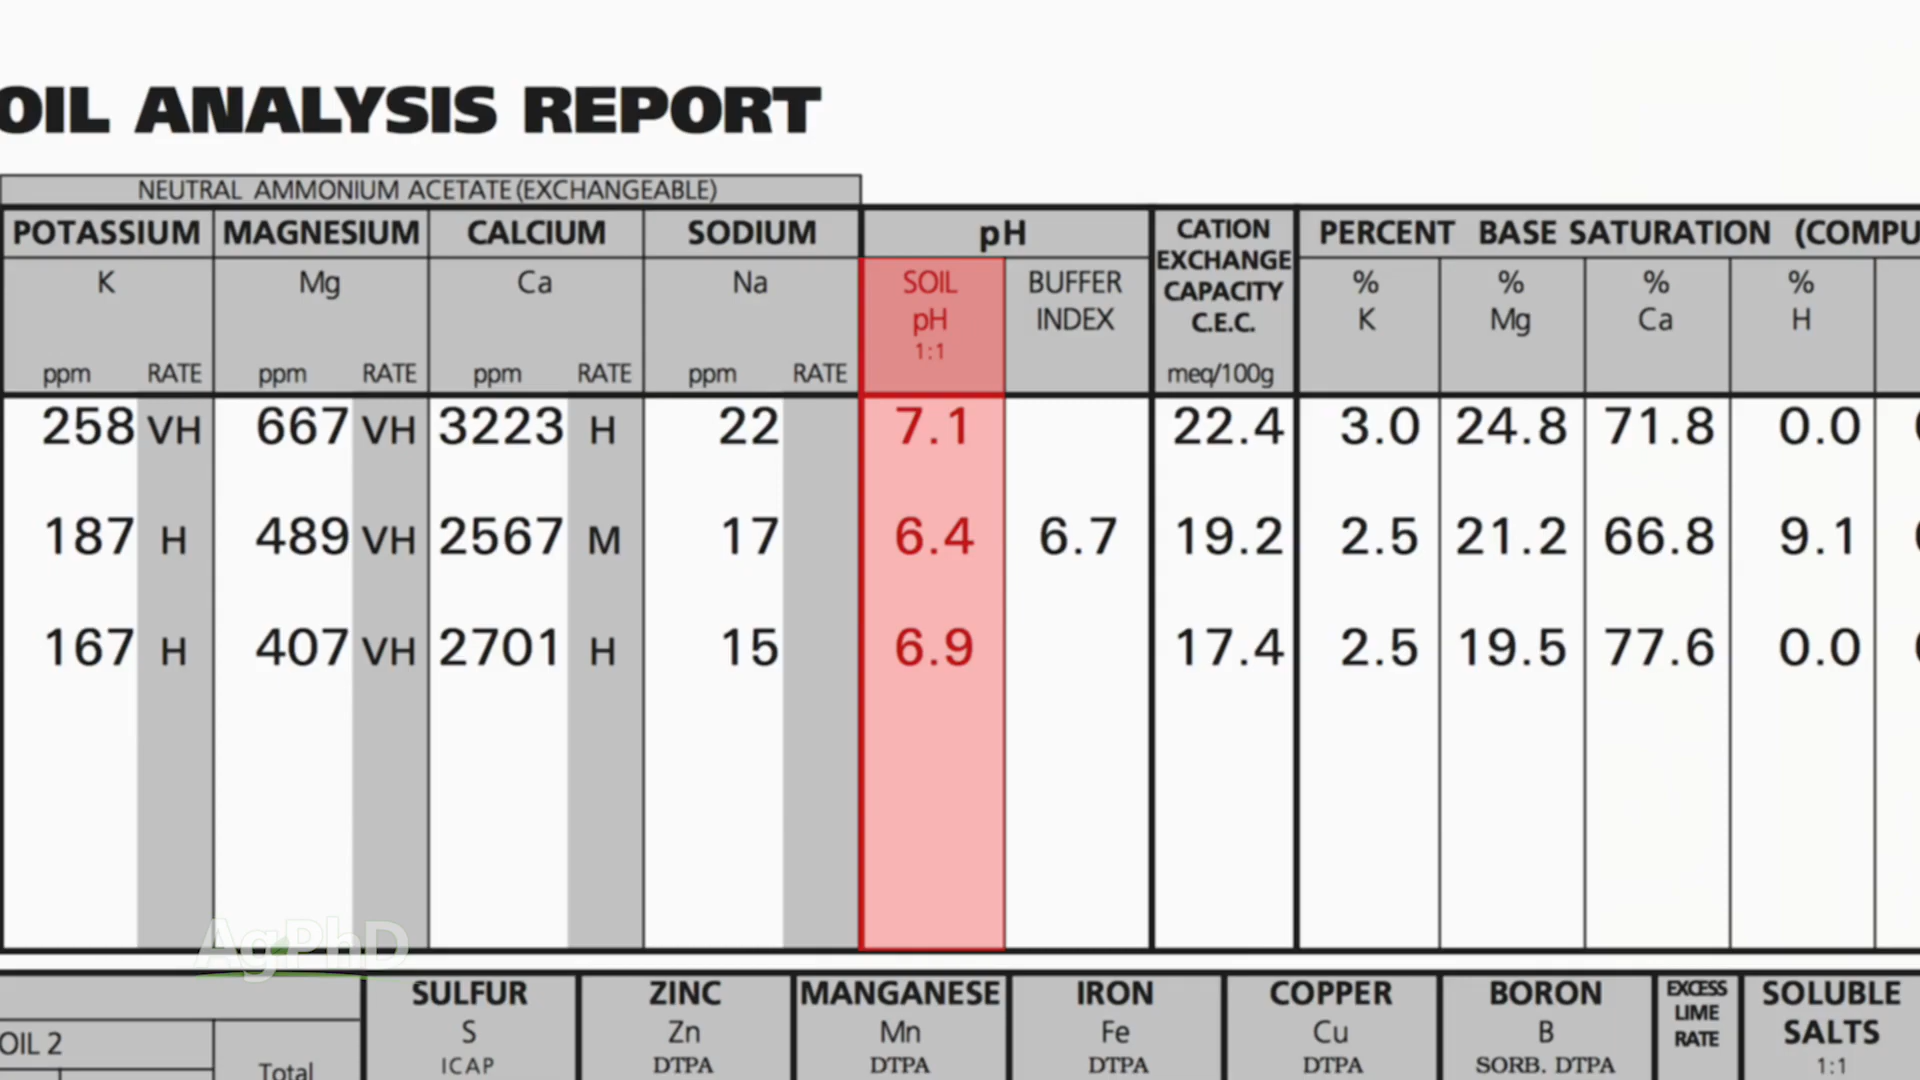 OIL ANALYSIS REPORT
NEUTRAL AMMONIUM ACETATE (EXCHANGEABLE)
POTASSIUM MAGNESIUM CALCIUM SODIUM pH CATION EXCHANGE CAPACITY C.E.C. PERCENT BASE SATURATION (COMPU
K Mg Ca Na SOIL pH 1:1 BUFFER INDEX % K % Mg % Ca % H
ppm RATE ppm RATE ppm RATE ppm RATE meq/100g
258 VH 667 VH 3223 H 22 7.1 22.4 3.0 24.8 71.8 0.0
187 H 489 VH 2567 M 17 6.4 6.7 19.2 2.5 21.2 66.8 9.1
167 H 407 VH 2701 H 15 6.9 17.4 2.5 19.5 77.6 0.0
AgPhD
SULFUR ZINC MANGANESE IRON COPPER BORON EXCESS LIME RATE SOLUBLE SALTS
OIL 2 S Zn Mn Fe Cu B
Total ICAP DTPA DTPA DTPA DTPA SORB. DTPA 1:1